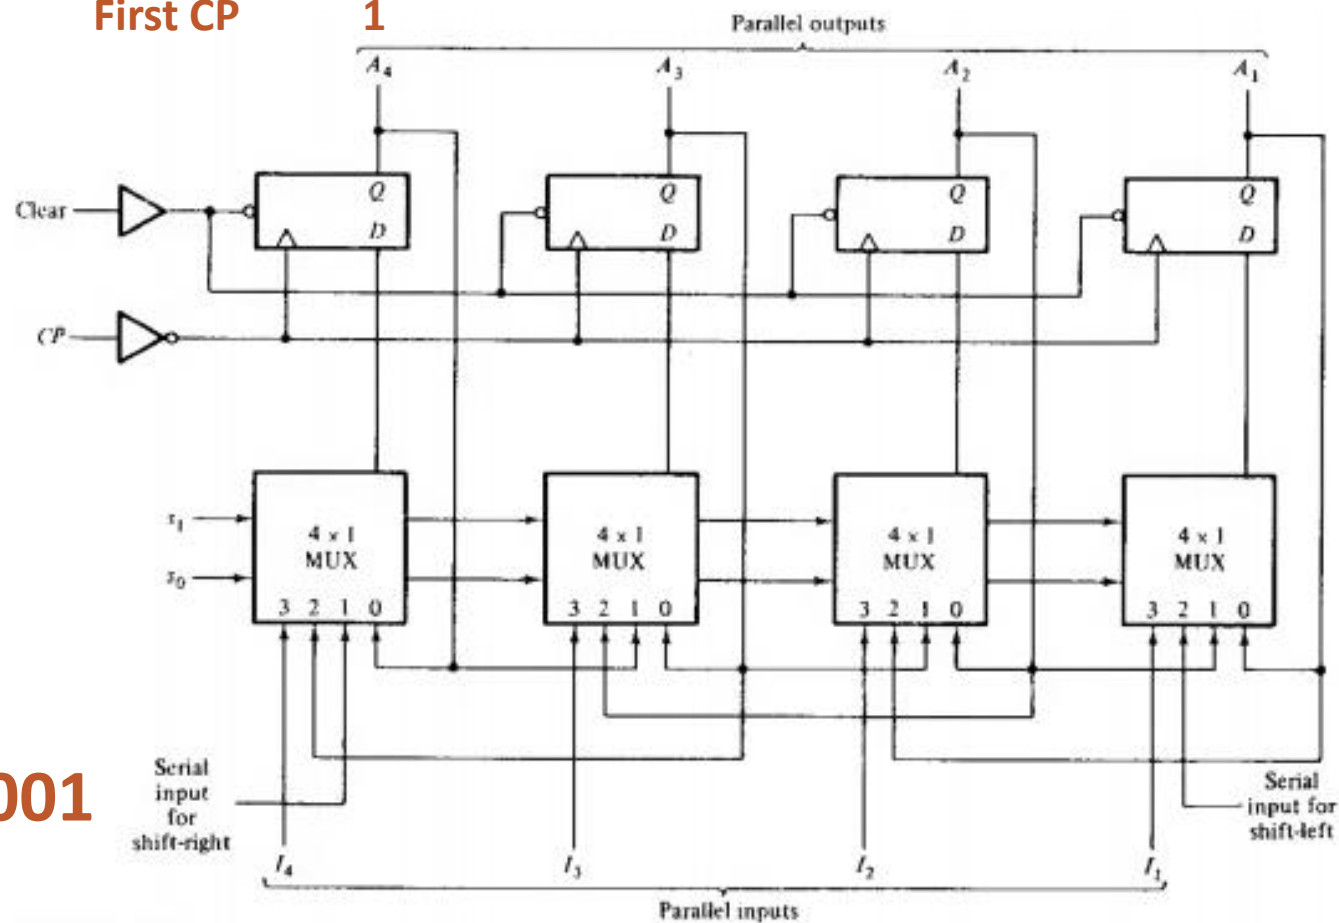 First CP 1
Parallel outputs
A4 A3 A2 A1
Q Q Q Q
Clear
D D D D
CP
s1
4 × 1 4 × 1 4 × 1 4 × 1
MUX MUX MUX MUX
s0
3 2 1 0 3 2 1 0 3 2 1 0 3 2 1 0
001
Serial
input
for
shift-right
Serial
input for
shift-left
I4 I3 I2 I1
Parallel inputs